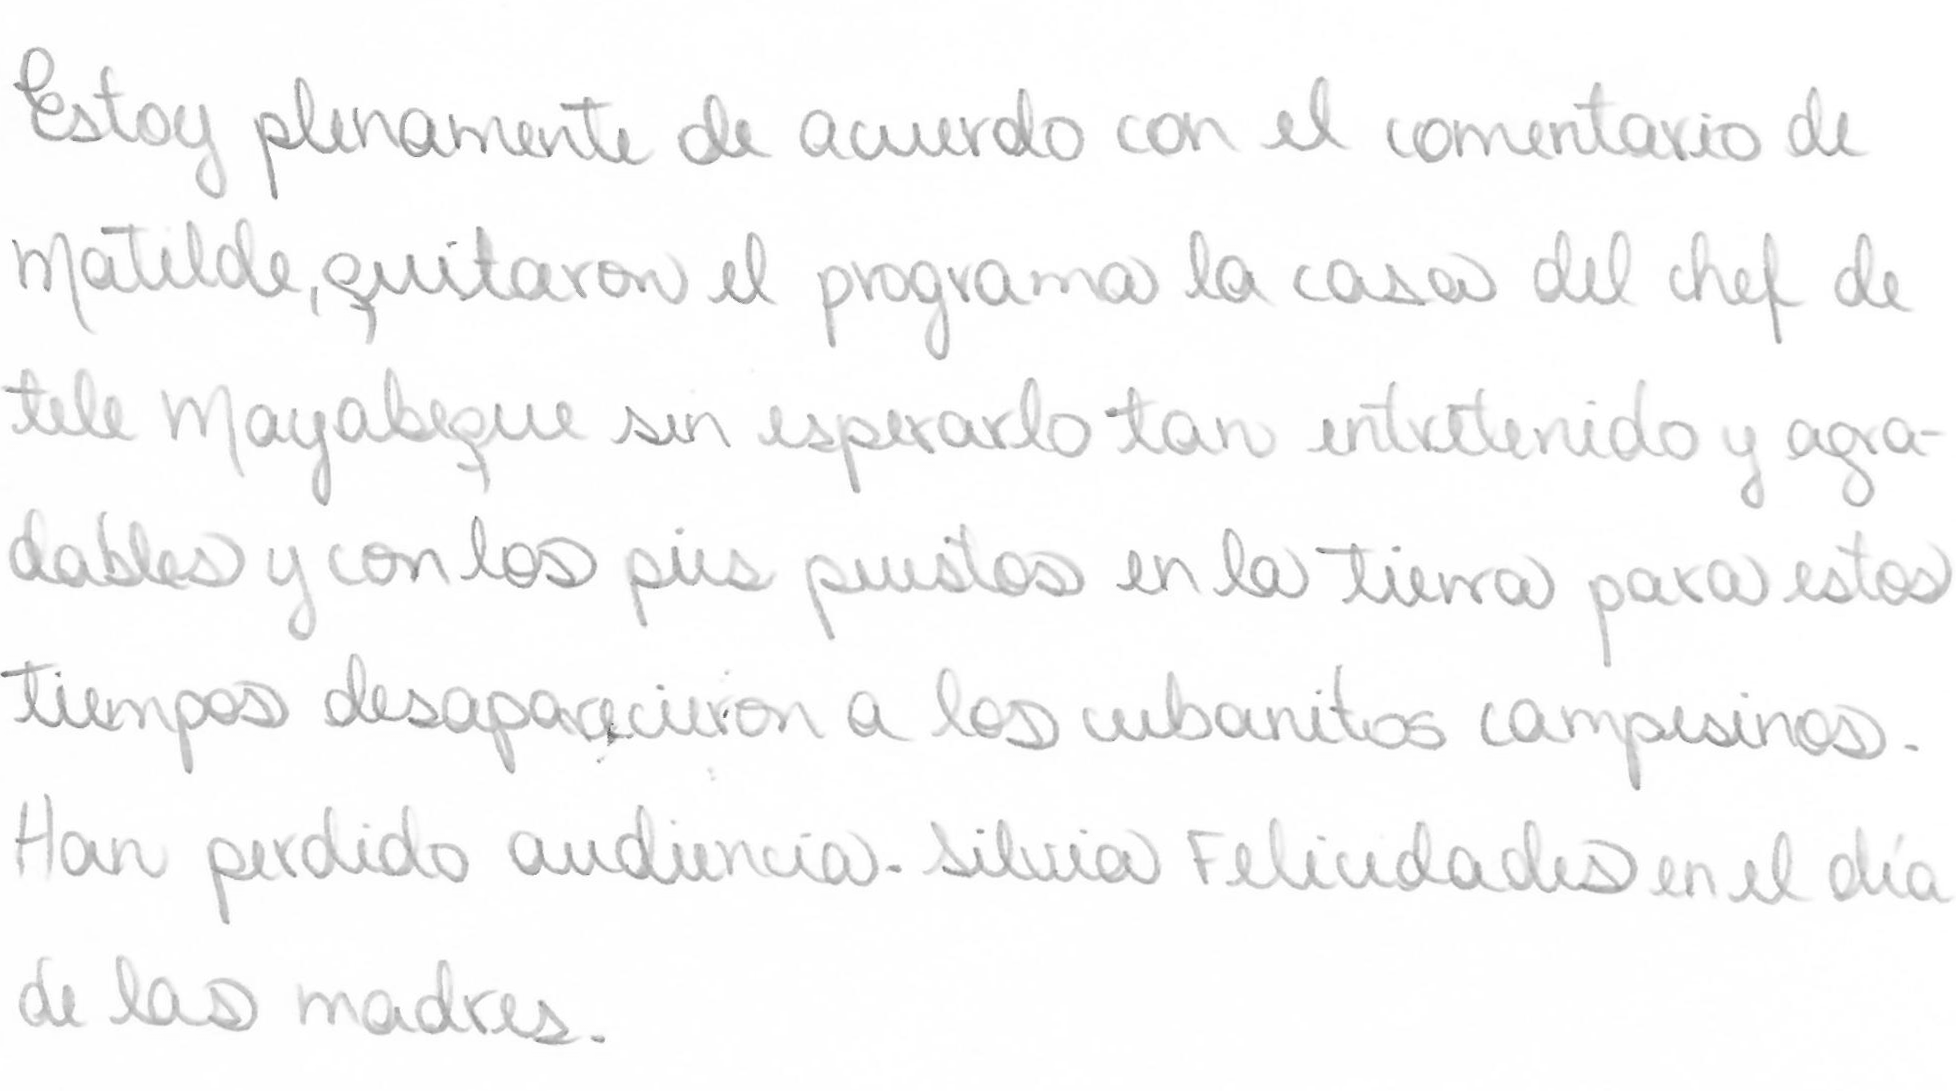 Estoy plenamente de acuerdo con el comentario de
Matilde, quitaron el programa la casa del chef de
tele Mayabeque sin esperarlo tan entretenido y agra-
dables y con los pies puestos en la tierra para estos
tiempos desaparecieron a los cubanitos campesinos.
Han perdido audiencia. Silvia Felicidades en el día
de las madres.